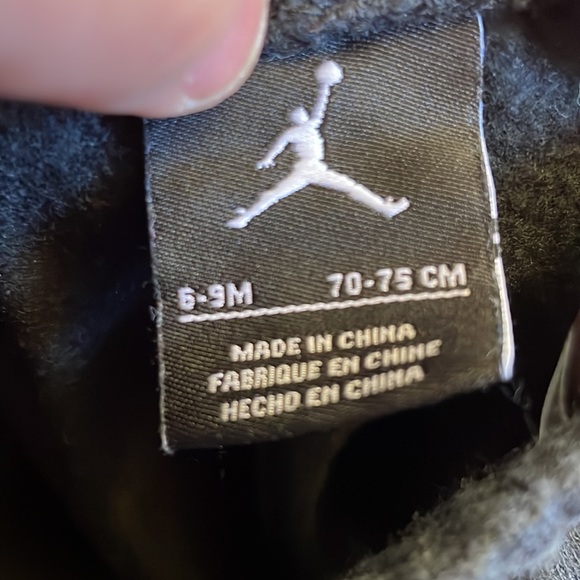 6-9M 70-75 CM
MADE IN CHINA
FABRIQUE EN CHINE
HECHO EN CHINA